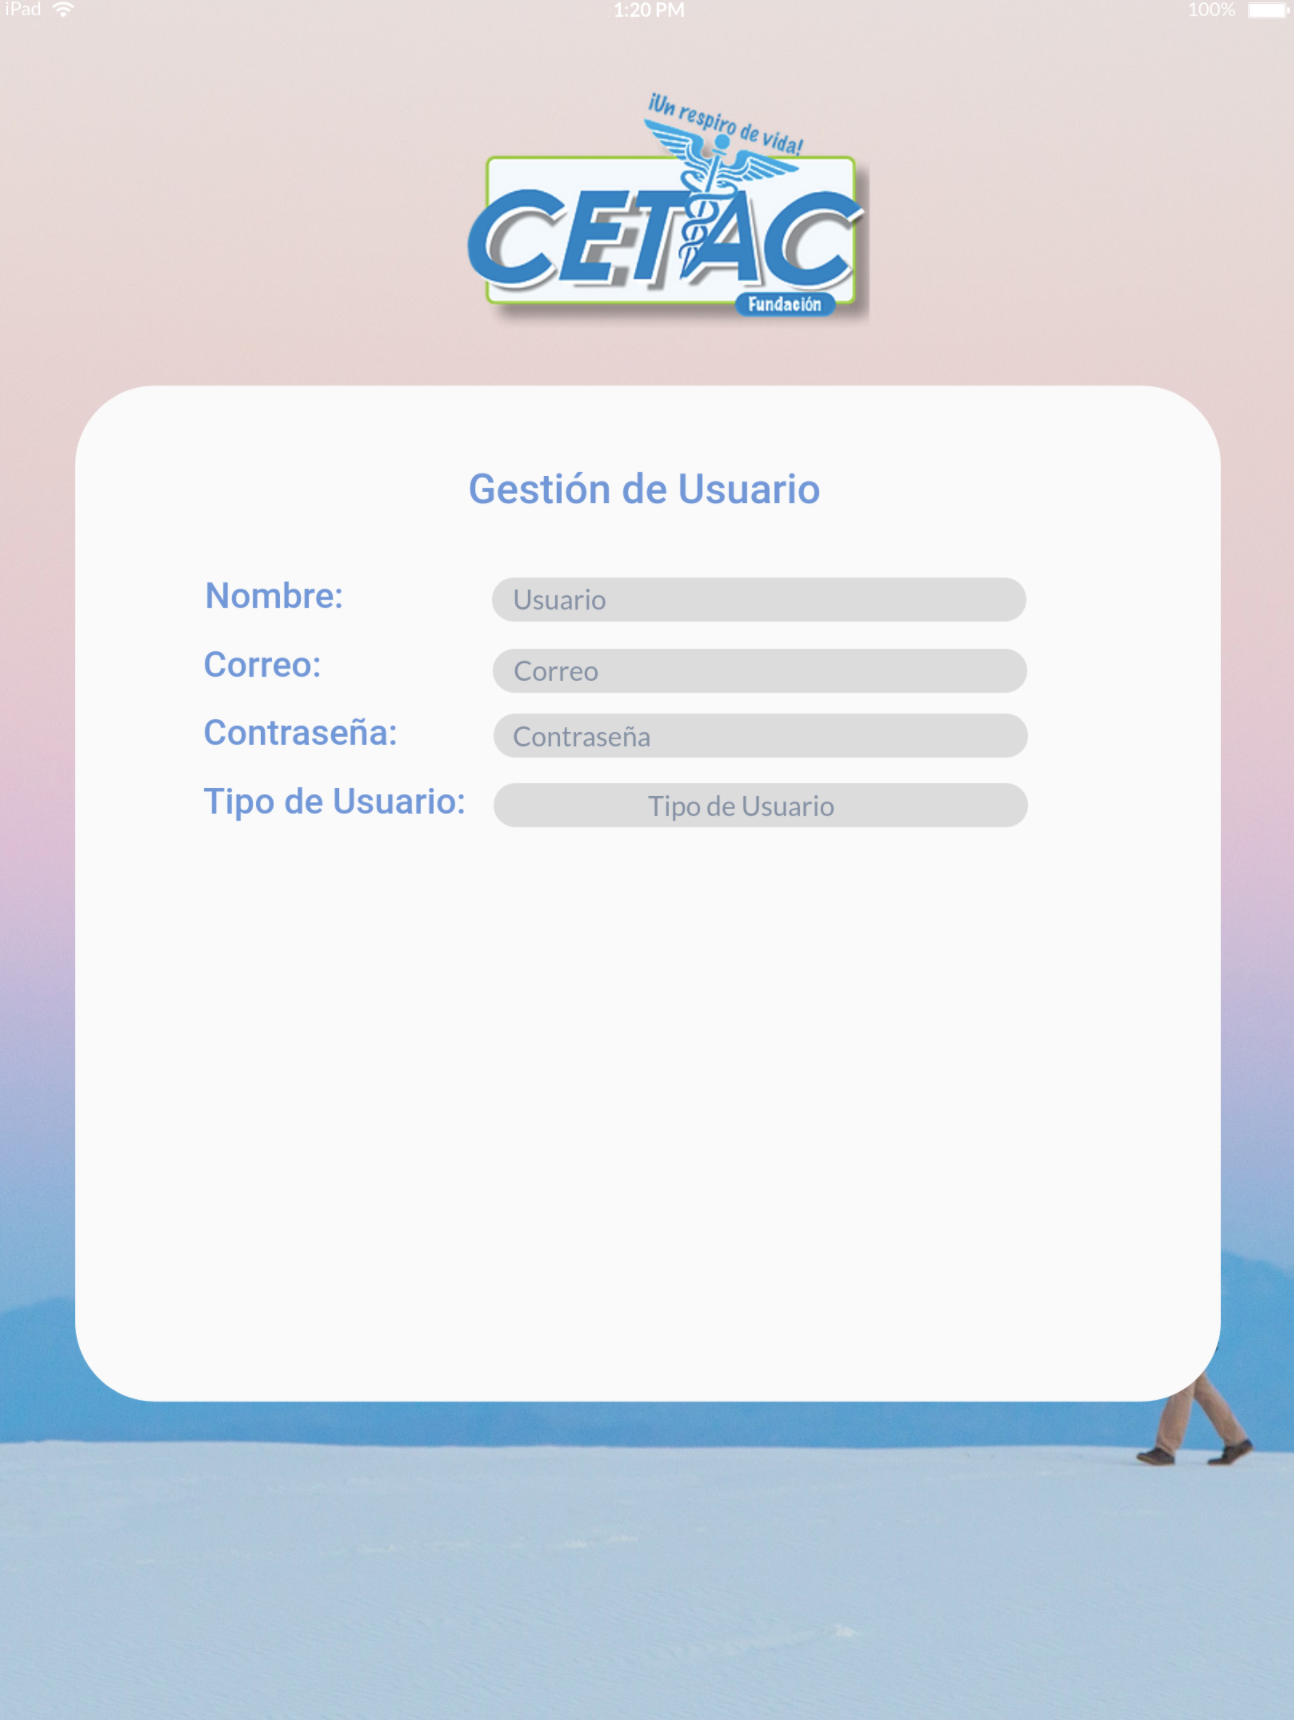 iPad 1:20 PM 100%
¡Un respiro de vida!
CETAC
Fundación
Gestión de Usuario
Nombre: Usuario
Correo: Correo
Contraseña: Contraseña
Tipo de Usuario: Tipo de Usuario